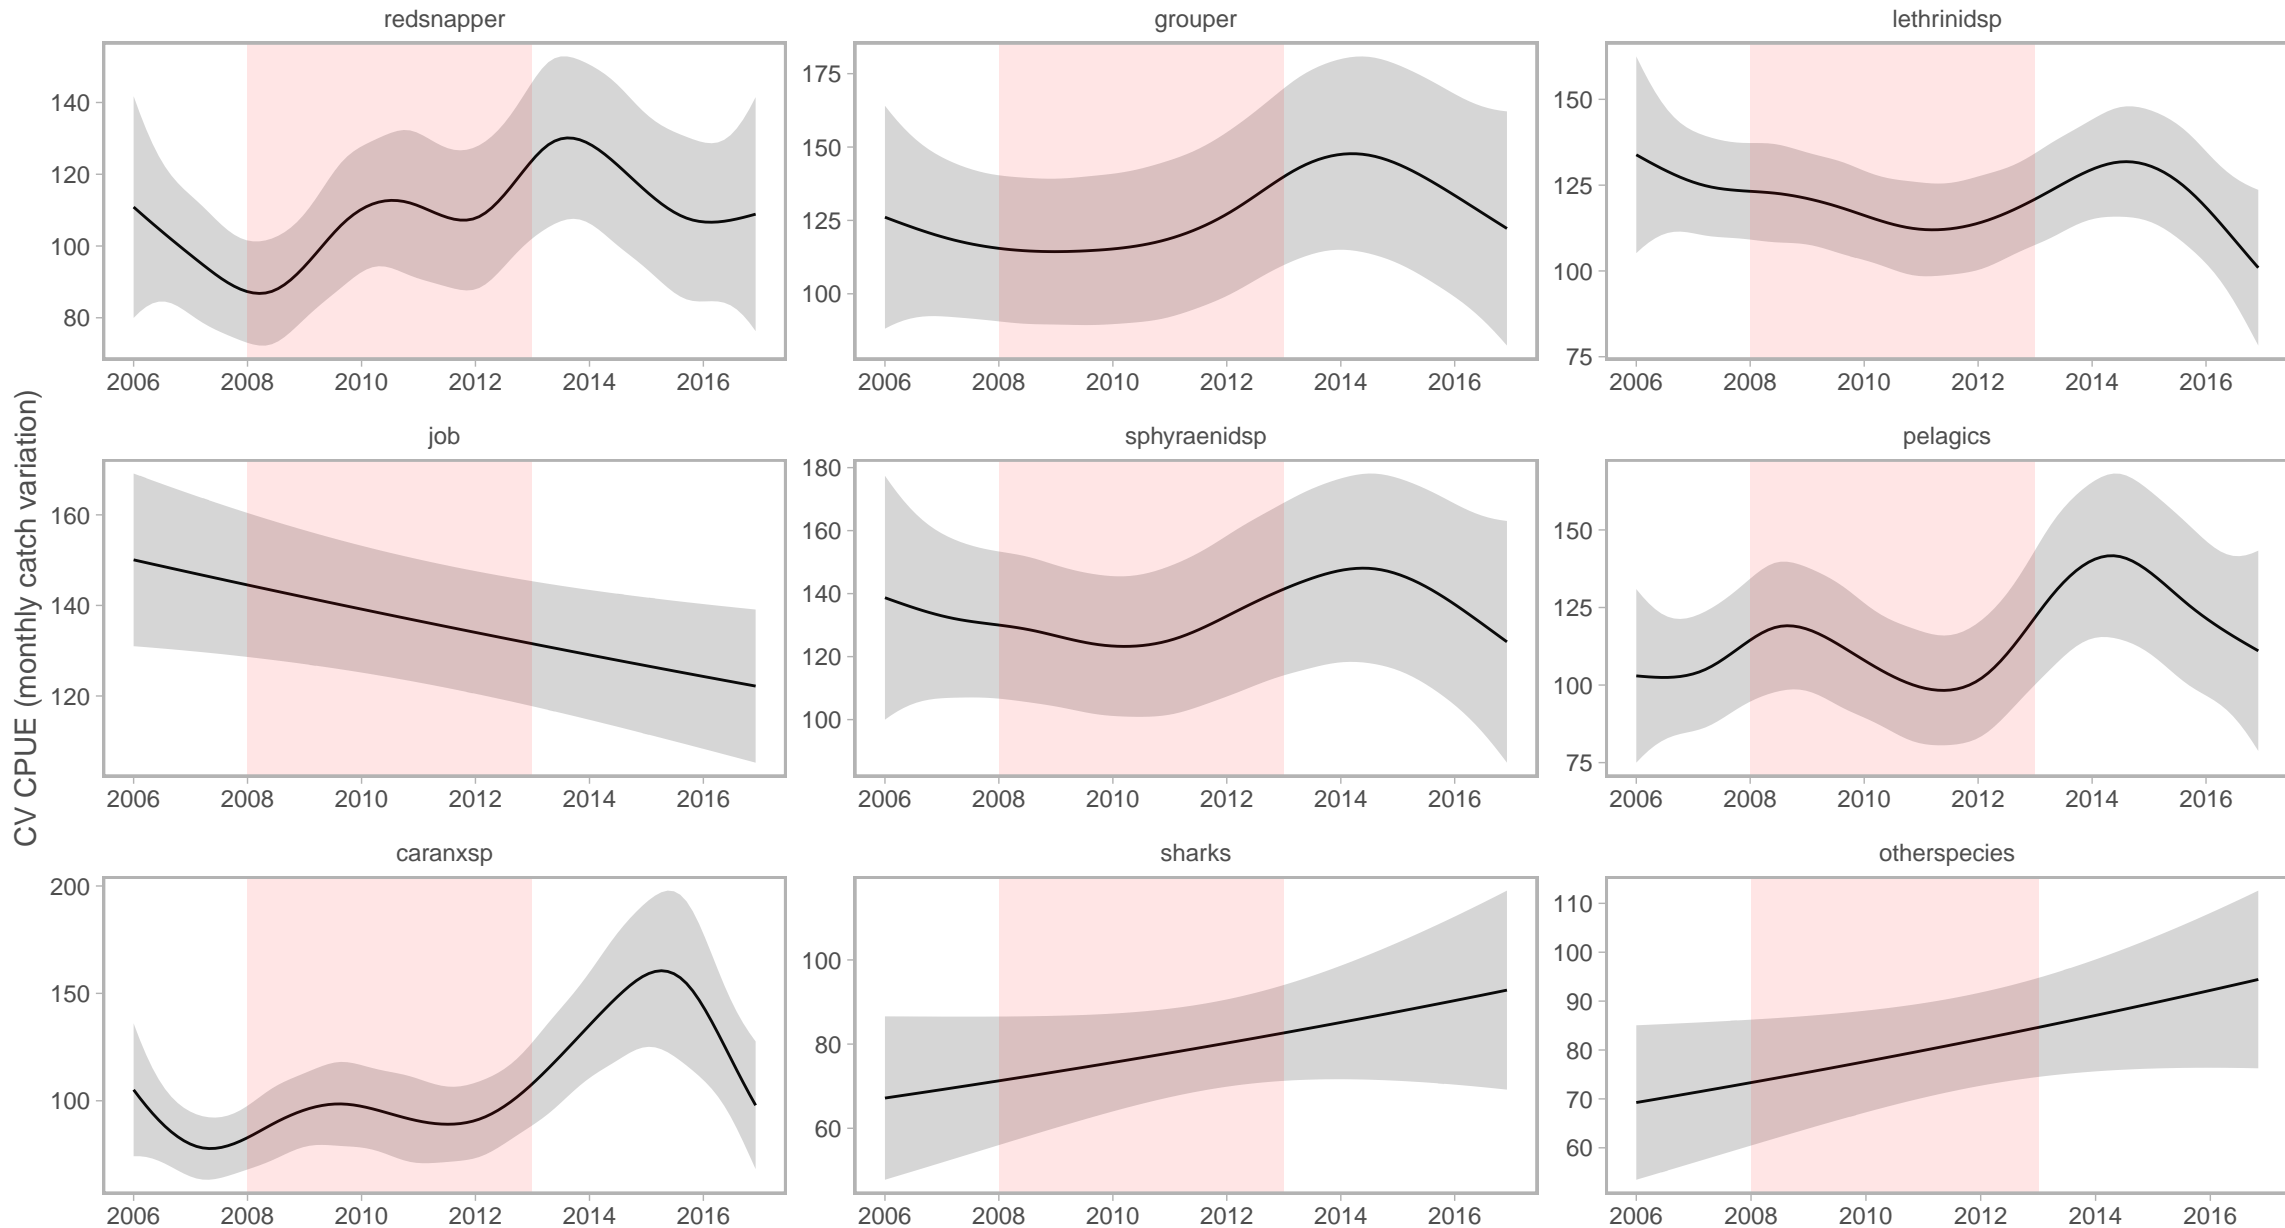 redsnapper grouper lethrinidsp
140 175 150
120 150 125
100 125 100
80 100 75
2006 2008 2010 2012 2014 2016 2006 2008 2010 2012 2014 2016 2006 2008 2010 2012 2014 2016
CV CPUE (monthly catch variation)
job sphyraenidsp pelagics
160 180 150
140 160 125
120 140 100
120 75
100
2006 2008 2010 2012 2014 2016 2006 2008 2010 2012 2014 2016 2006 2008 2010 2012 2014 2016
caranxsp sharks otherspecies
200 100 110
150 80 100
100 60 90
80
70
60
2006 2008 2010 2012 2014 2016 2006 2008 2010 2012 2014 2016 2006 2008 2010 2012 2014 2016